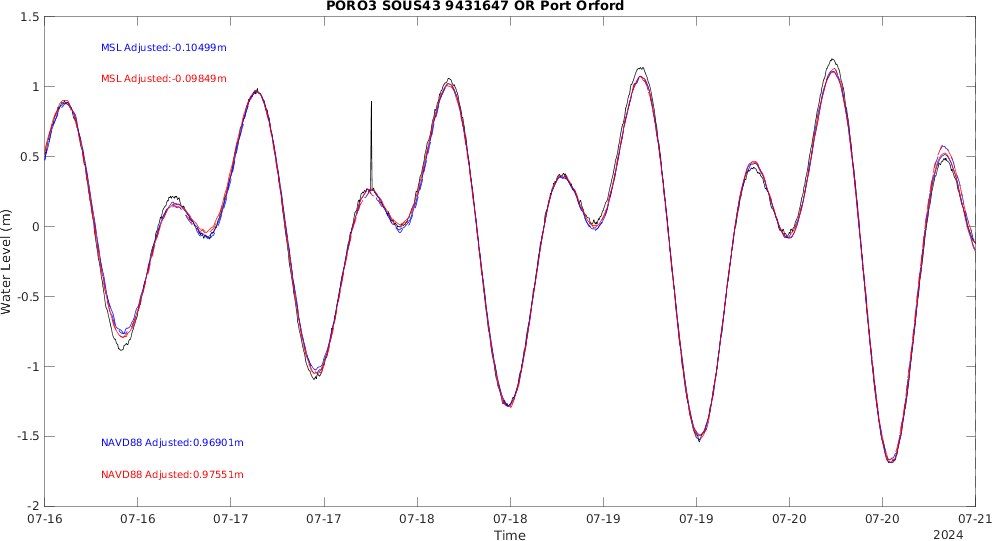 PORO3 SOUS43 9431647 OR Port Orford
1.5
MSL Adjusted:-0.10499m
MSL Adjusted:-0.09849m
1
0.5
0
Water Level (m)
-0.5
-1
-1.5
NAVD88 Adjusted:0.96901m
NAVD88 Adjusted:0.97551m
-2
07-16 07-16 07-17 07-17 07-18 07-18 07-19 07-19 07-20 07-20 07-21
Time
2024